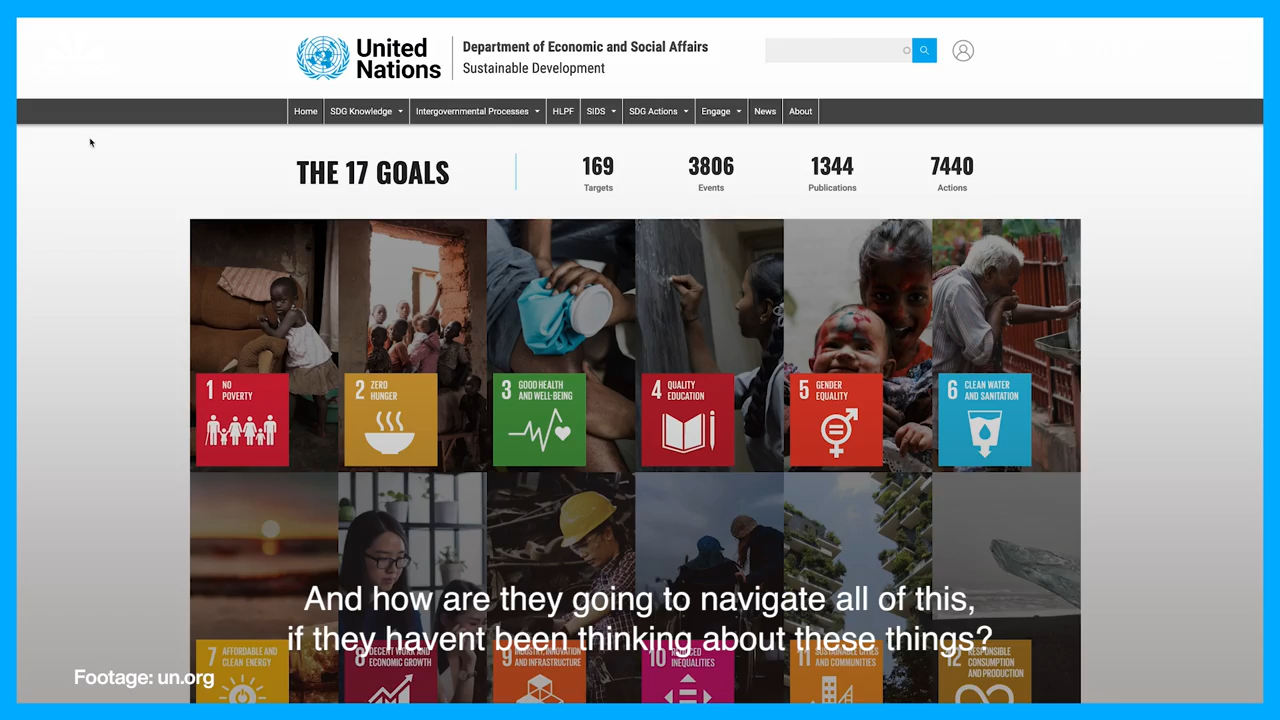 United
Nations
Department of Economic and Social Affairs
Sustainable Development
Home SDG Knowledge Intergovernmental Processes HLPF SIDS SDG Actions Engage News About
THE 17 GOALS
169 3806 1344 7440
Targets Events Publications Actions
1 NO
POVERTY
2 ZERO
HUNGER
3 GOOD HEALTH
AND WELL-BEING
4 QUALITY
EDUCATION
5 GENDER
EQUALITY
6 CLEAN WATER
AND SANITATION
And how are they going to navigate all of this,
if they havent been thinking about these things?
7 AFFORDABLE AND
CLEAN ENERGY
8 DECENT WORK AND
ECONOMIC GROWTH
9 INDUSTRY, INNOVATION
AND INFRASTRUCTURE
10 REDUCED
INEQUALITIES
11 SUSTAINABLE CITIES
AND COMMUNITIES
12 RESPONSIBLE
CONSUMPTION
AND PRODUCTION
Footage: un.org